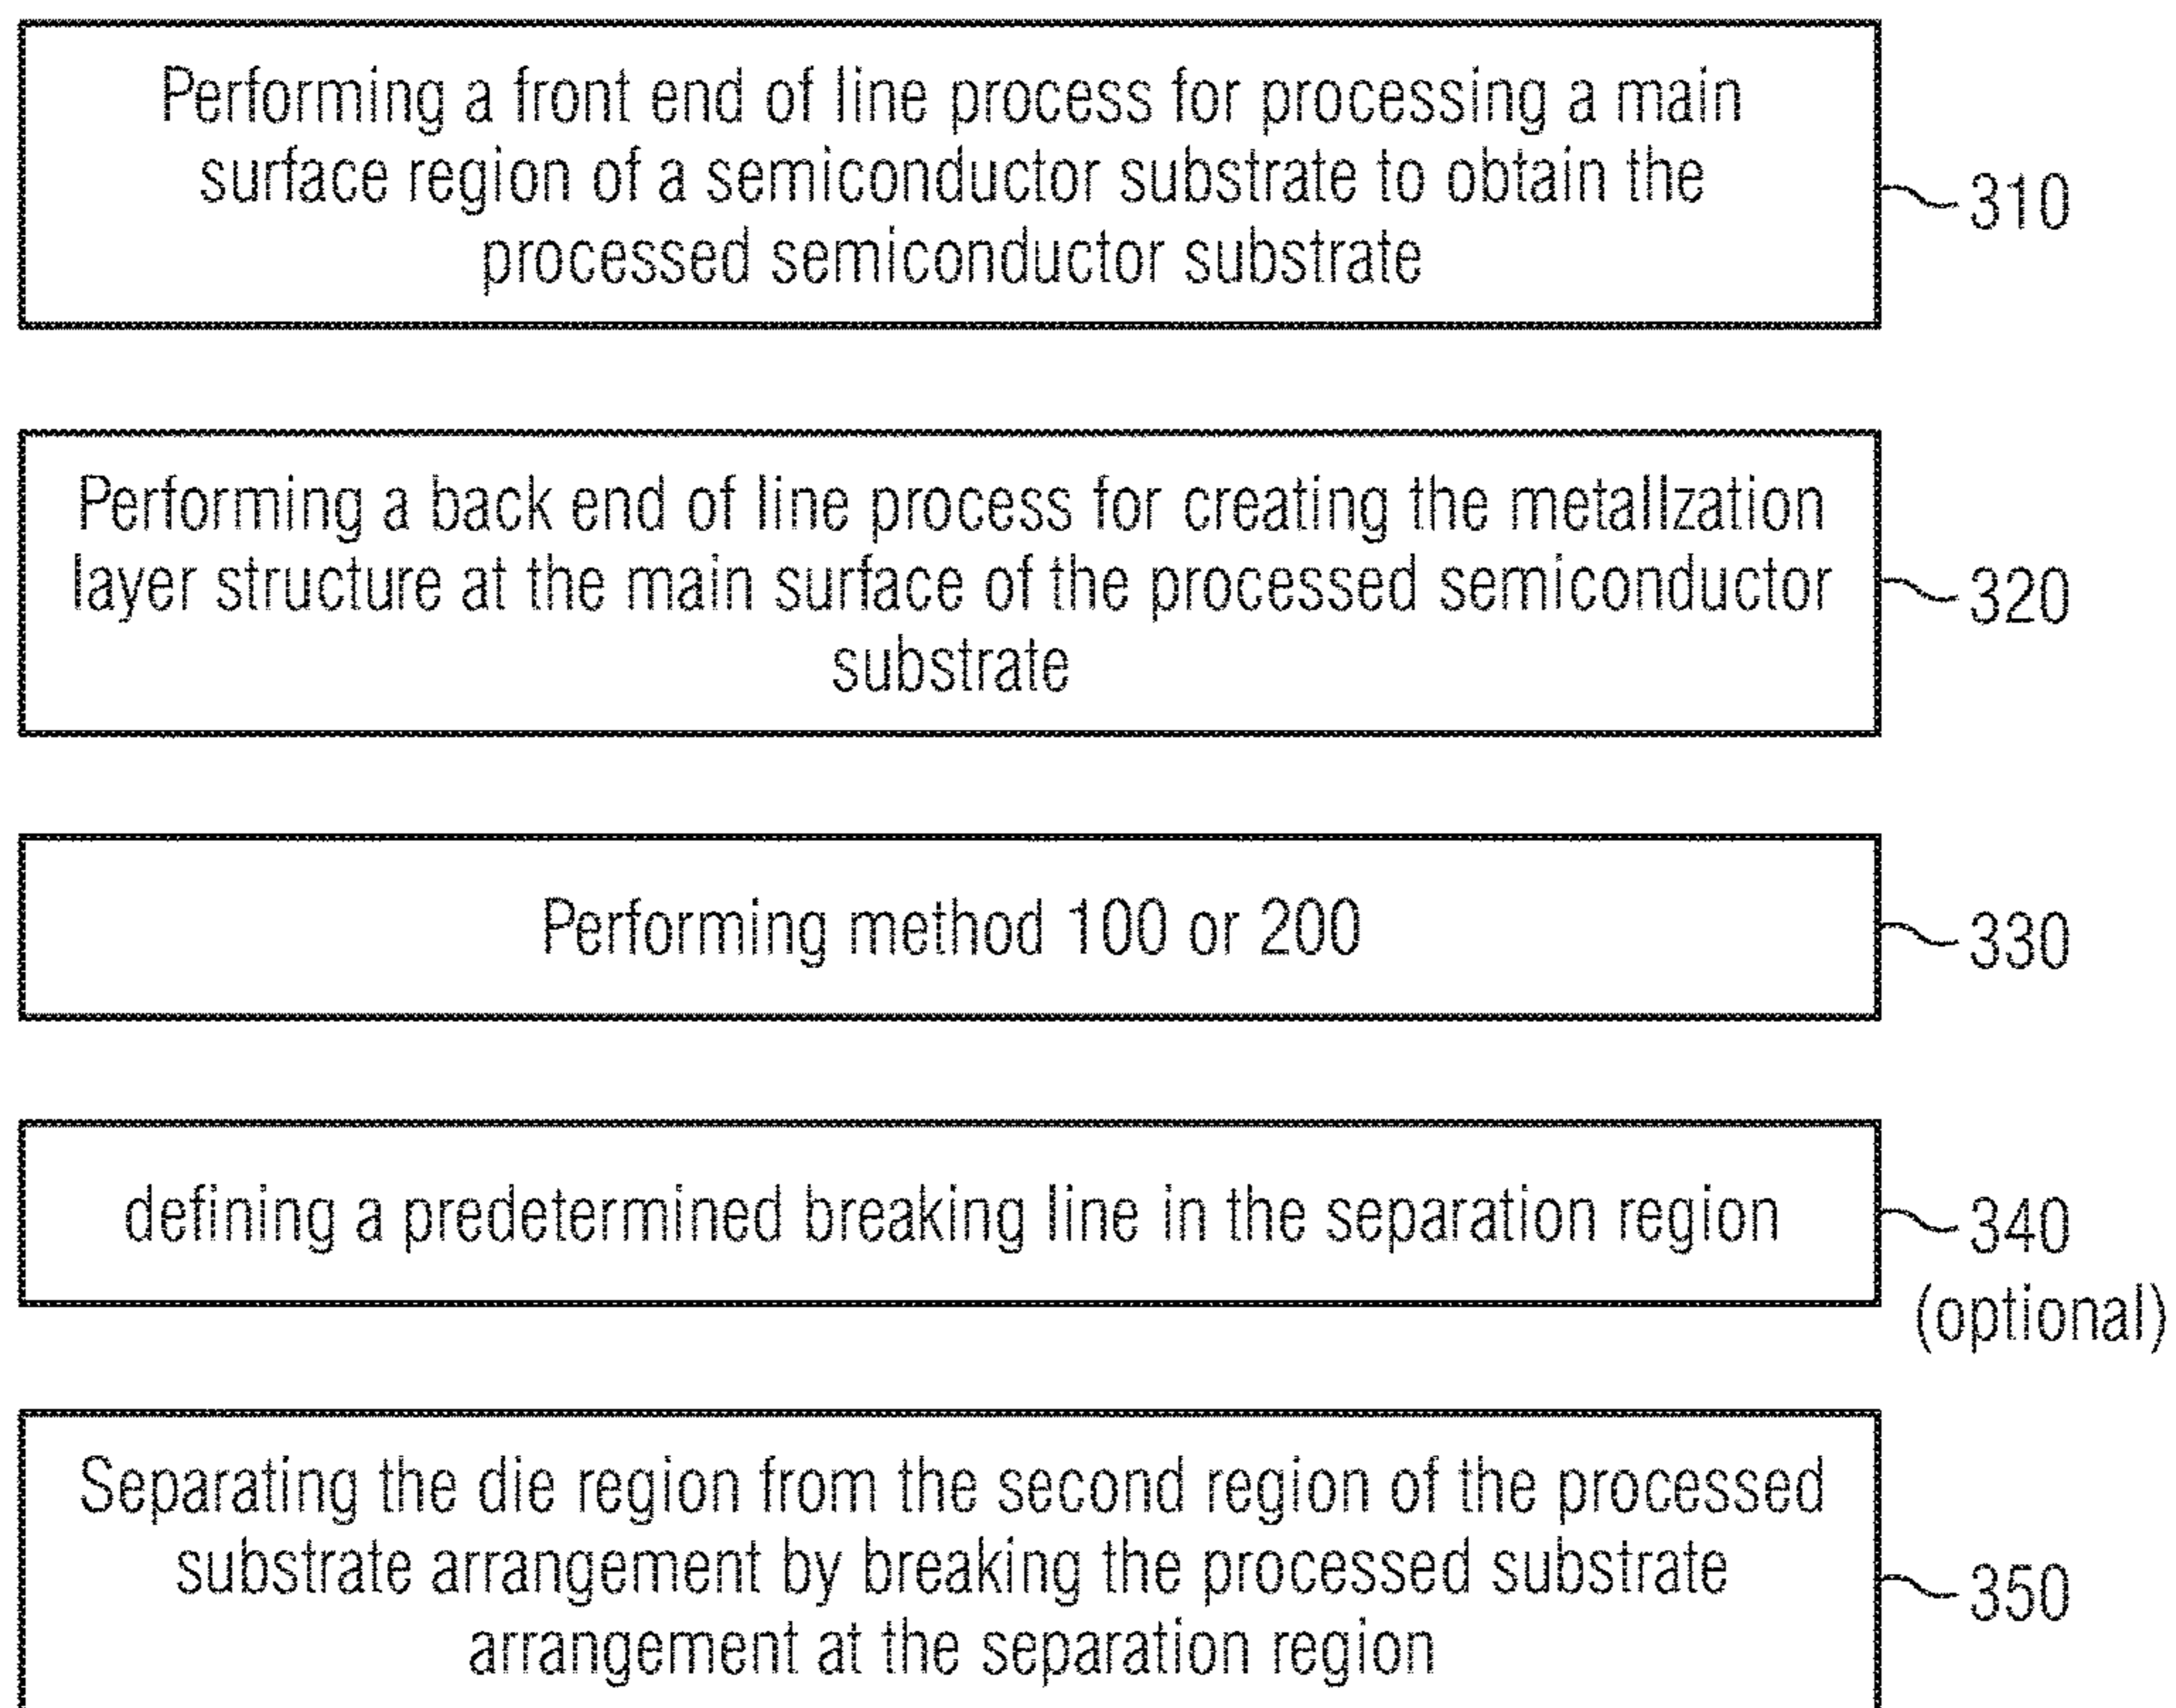 Performing a front end of line process for processing a main
surface region of a semiconductor substrate to obtain the
processed semiconductor substrate
310
Performing a back end of line process for creating the metallzation
layer structure at the main surface of the processed semiconductor
substrate
320
Performing method 100 or 200
330
defining a predetermined breaking line in the separation region
340
(optional)
Separating the die region from the second region of the processed
substrate arrangement by breaking the processed substrate
arrangement at the separation region
350